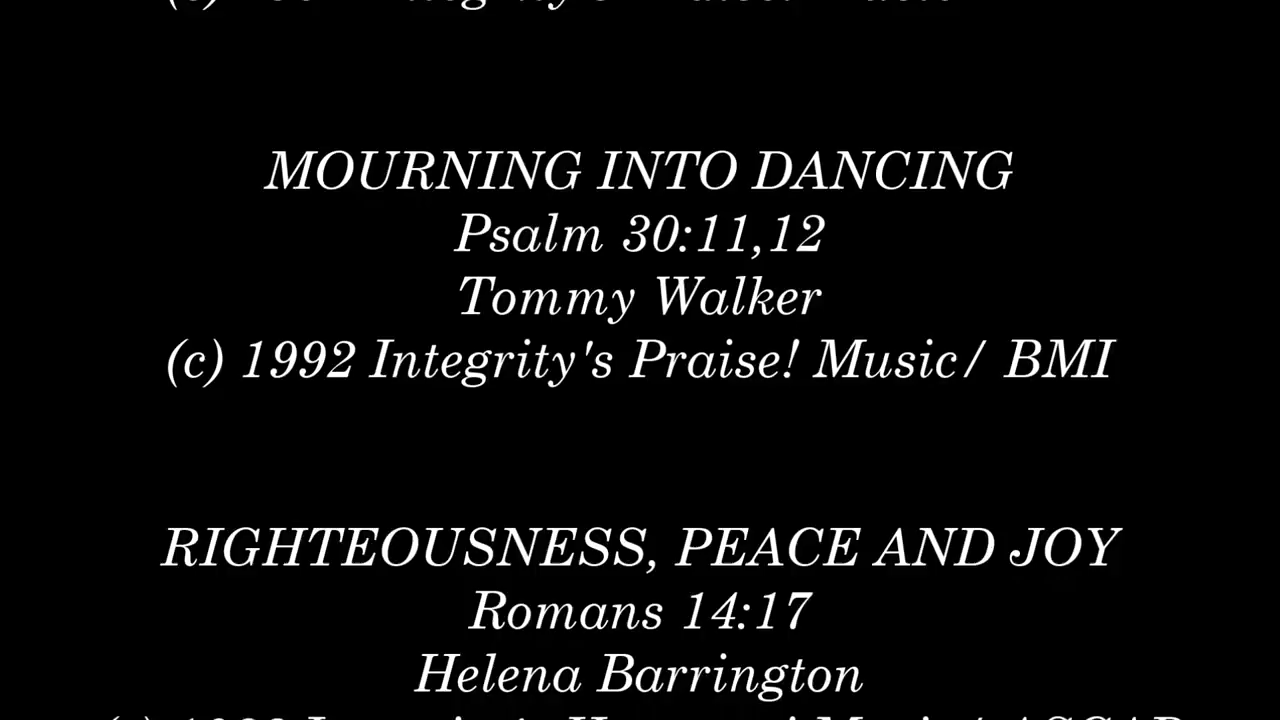 MOURNING INTO DANCING
Psalm 30:11,12
Tommy Walker
(c) 1992 Integrity's Praise! Music/ BMI
RIGHTEOUSNESS, PEACE AND JOY
Romans 14:17
Helena Barrington